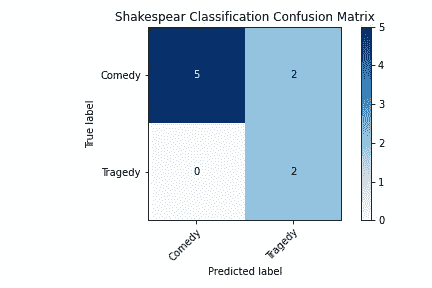 Shakespear Classification Confusion Matrix
5
Comedy
5
2
4
3
True label
2
Tragedy
0
2
1
0
Comedy
Tragedy
Predicted label